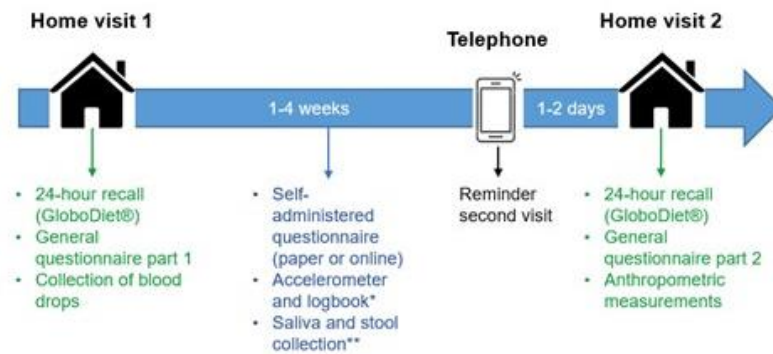 Home visit 1
Telephone
Home visit 2
1-4 weeks
1-2 days
• 24-hour recall
(GloboDiet®)
• General
questionnaire part 1
• Collection of blood
drops
• Self-
administered
questionnaire
(paper or online)
• Accelerometer
and logbook*
• Saliva and stool
collection**
Reminder
second visit
• 24-hour recall
(GloboDiet®)
• General
questionnaire part 2
• Anthropometric
measurements